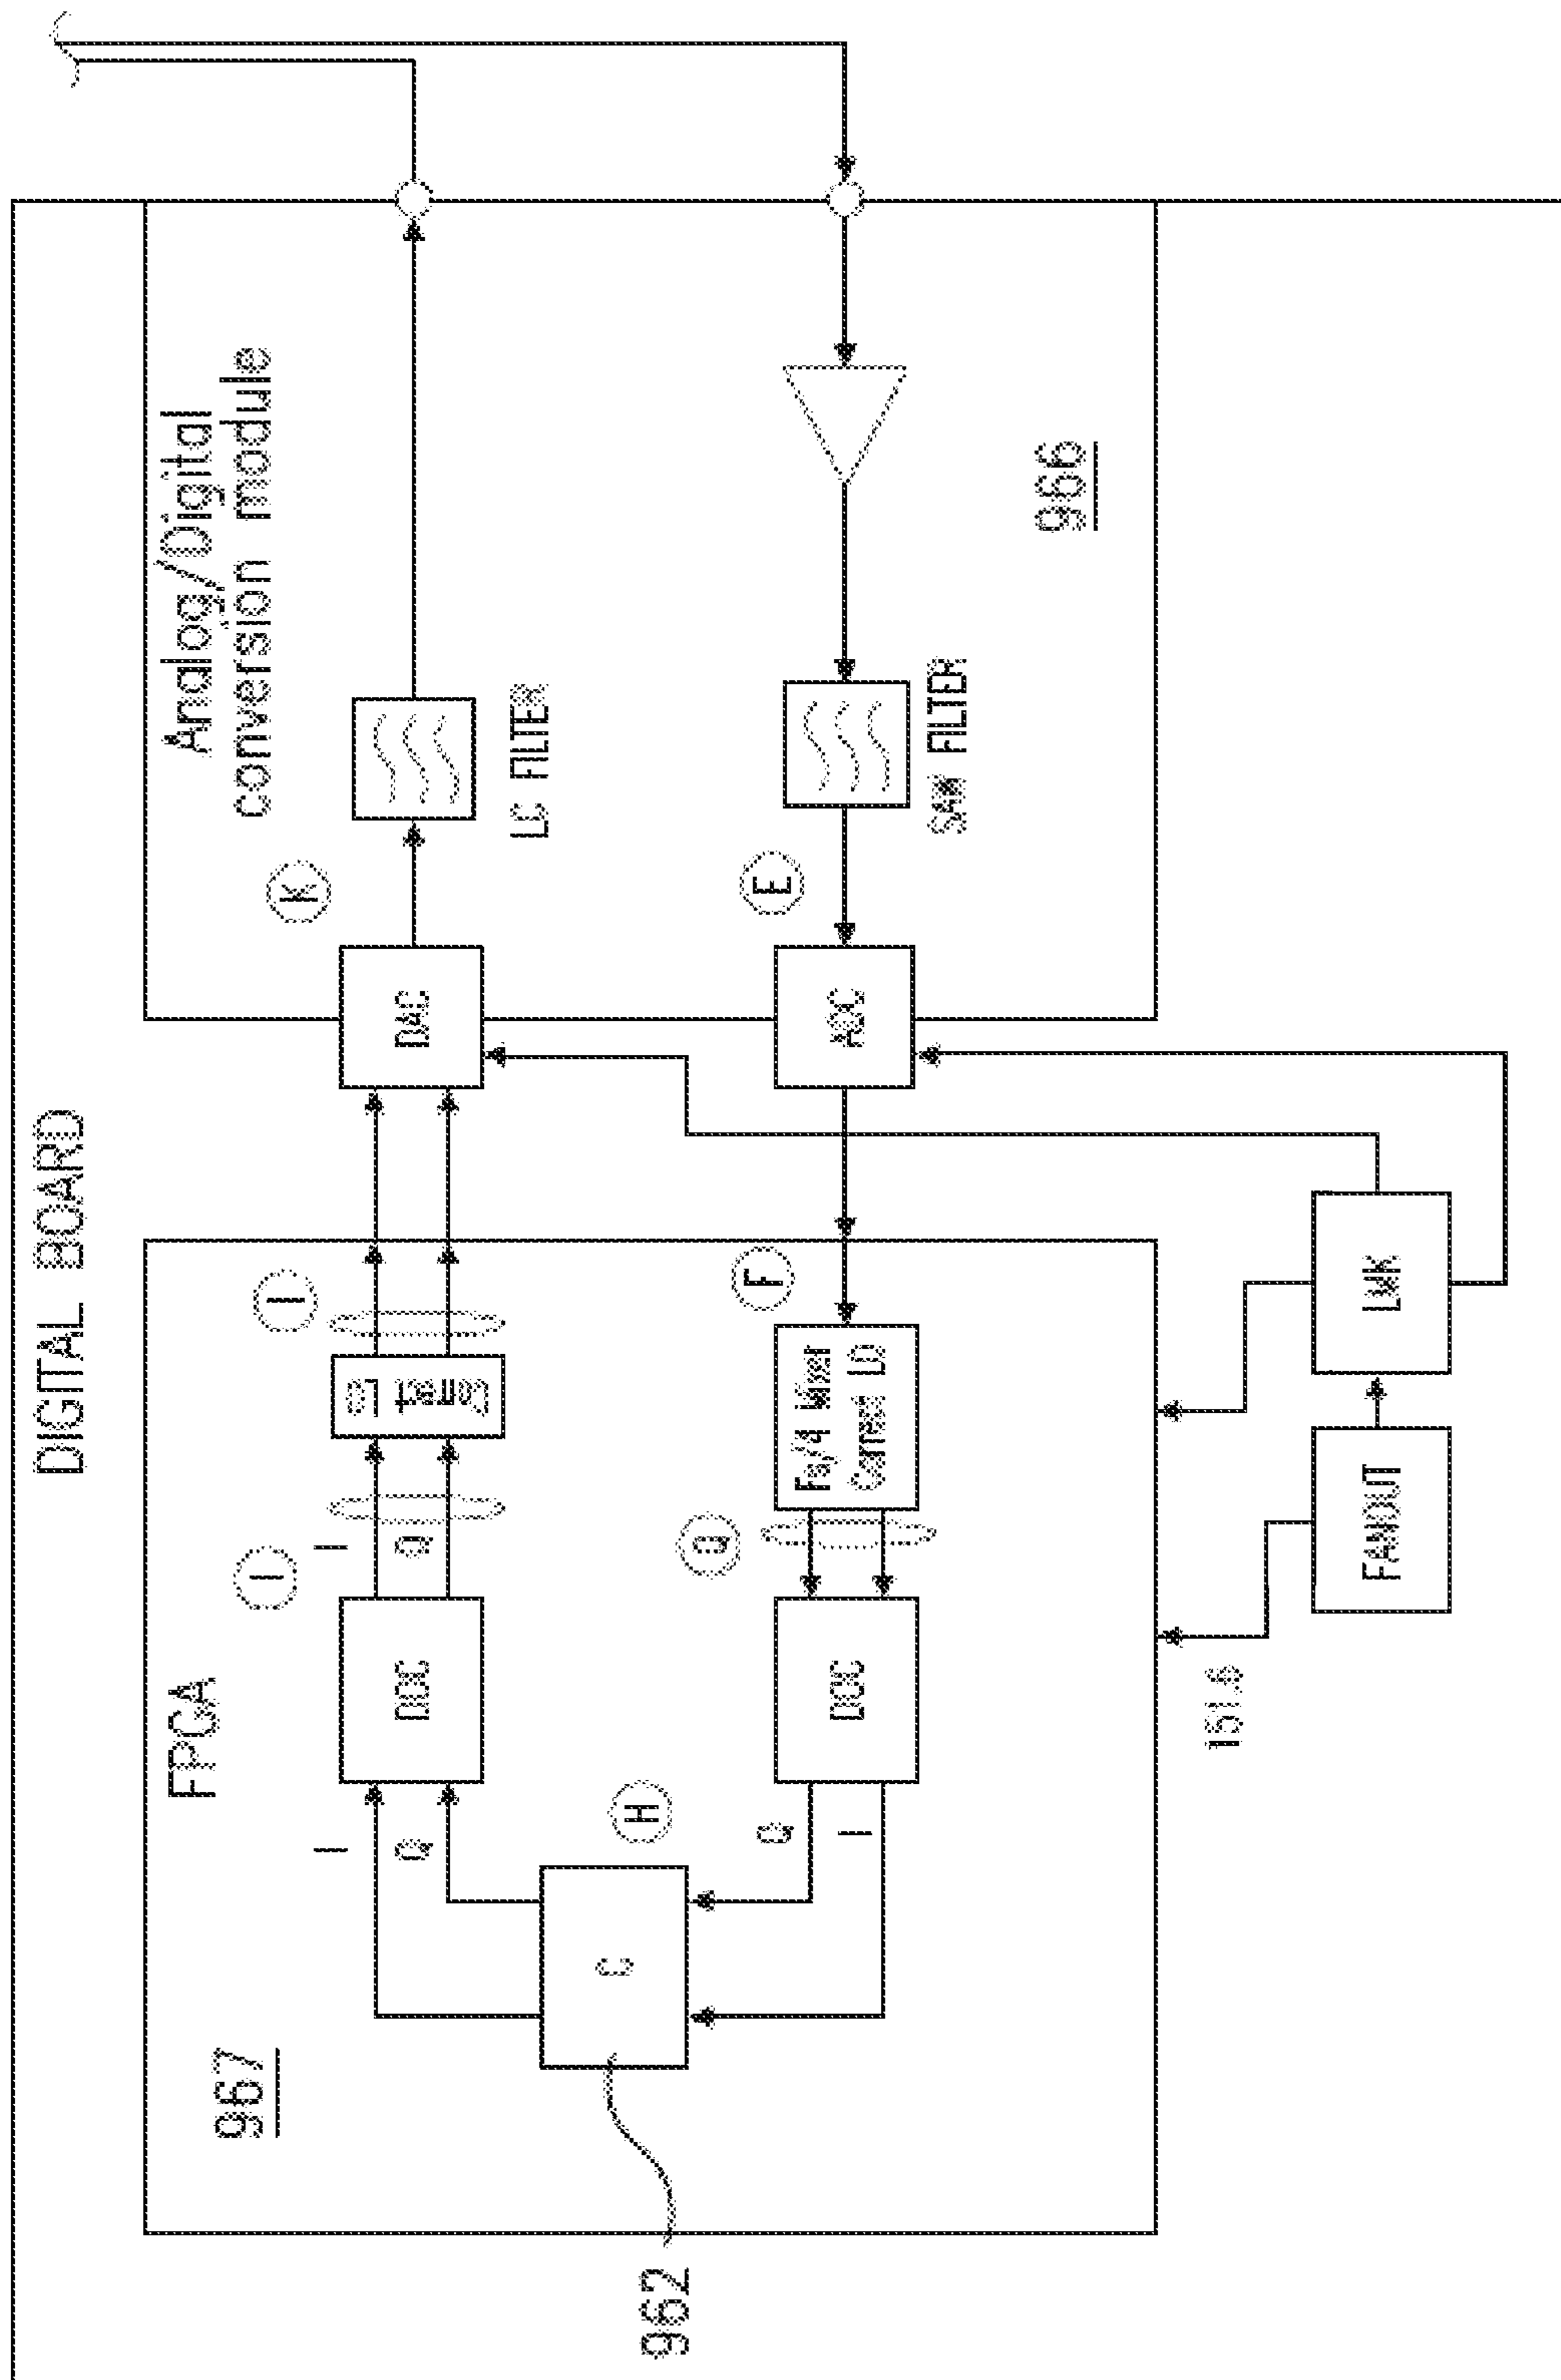 DIGITAL BOARD
967
FPGA
Analog/Digital
conversion module
I
Q
DDC
I
I
Q
Correct LO
I
DAC
K
LC FILTER
962
C
H
Q
I
DDC
Q
Fs/4 Mixer
Correct LO
F
ADC
E
SAW FILTER
966
151.6
FANOUT
LMK